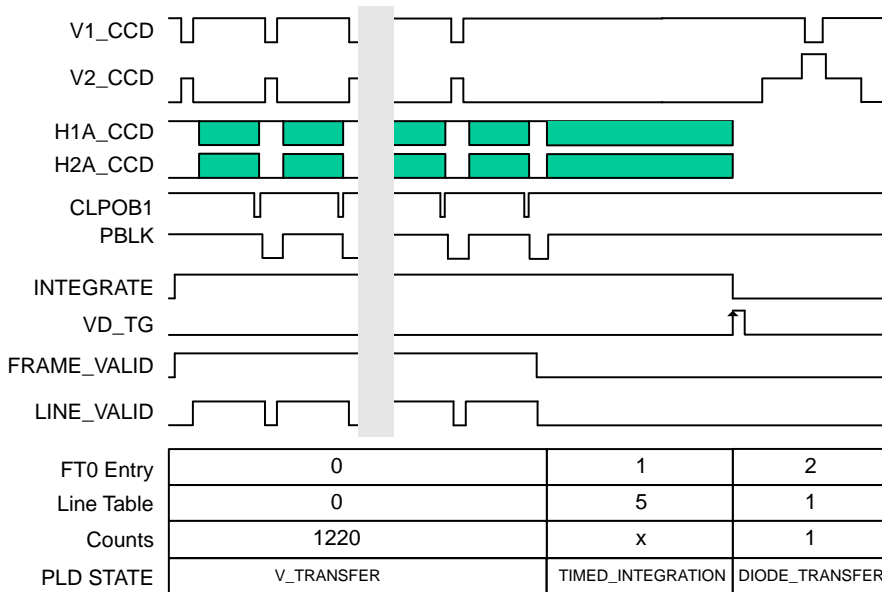 V1_CCD
V2_CCD
H1A_CCD
H2A_CCD
CLPOB1
PBLK
INTEGRATE
VD_TG
FRAME_VALID
LINE_VALID
FT0 Entry 0 1 2
Line Table 0 5 1
Counts 1220 x 1
PLD STATE V_TRANSFER TIMED_INTEGRATION DIODE_TRANSFER